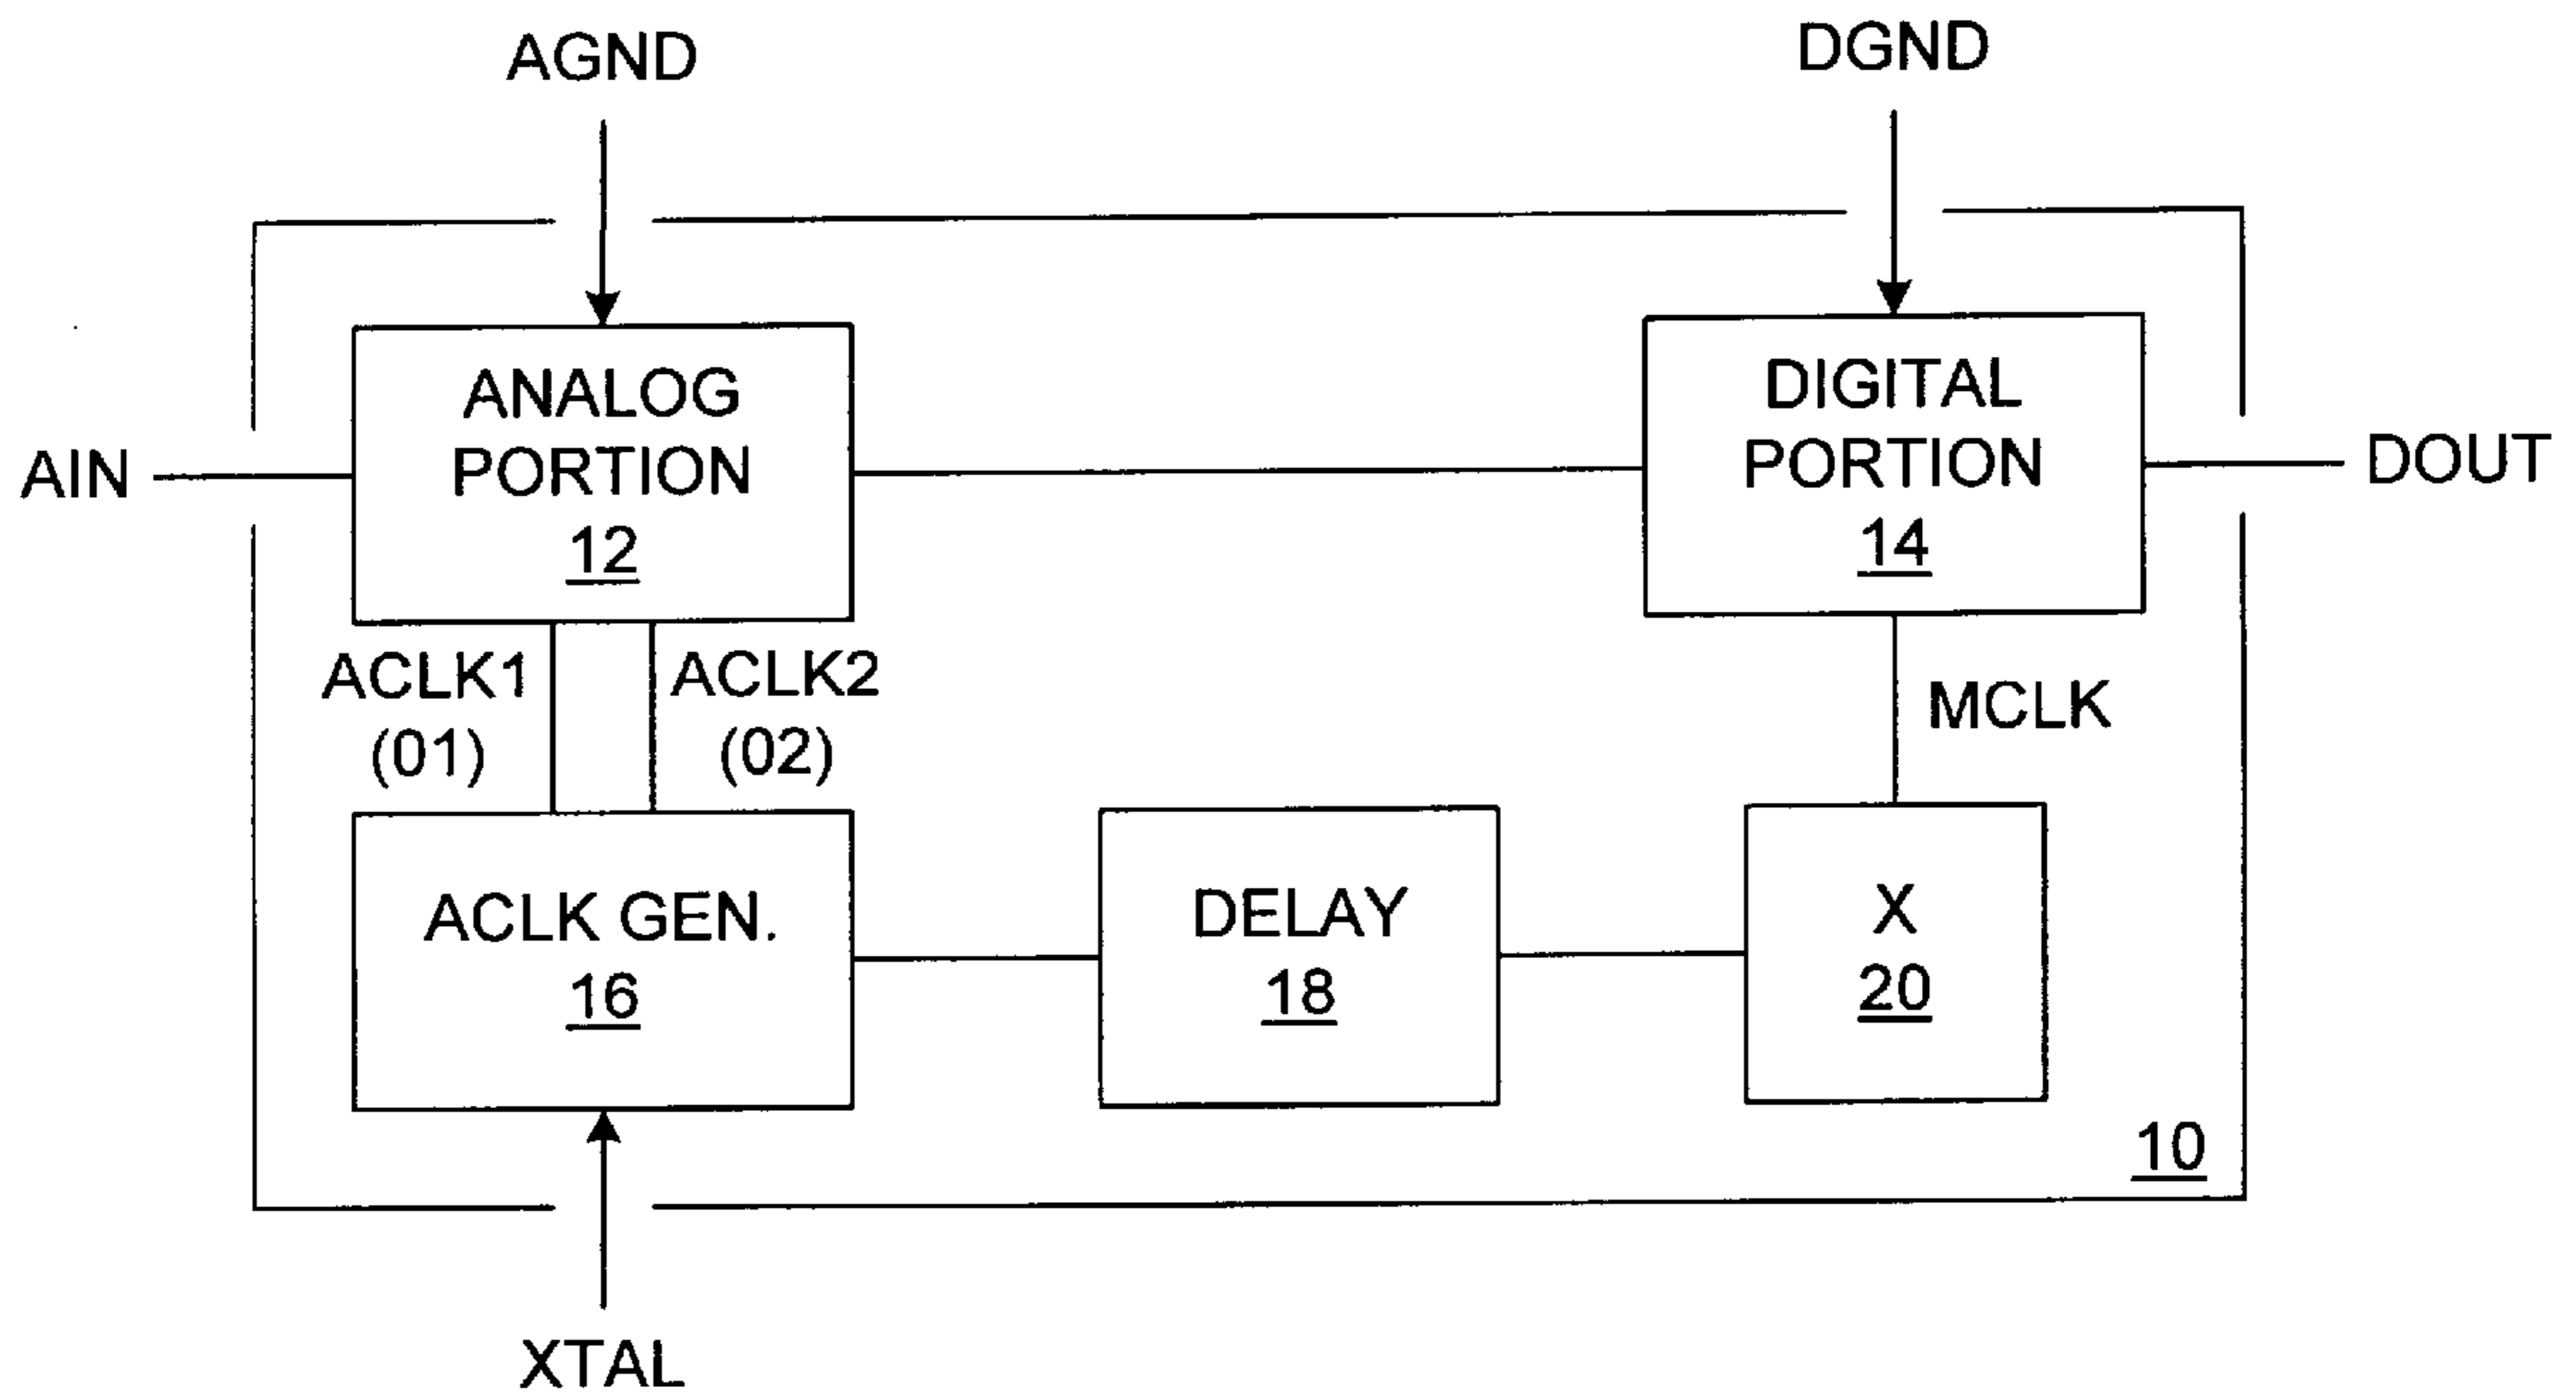 AGND
DGND
ANALOG
PORTION
12
DIGITAL
PORTION
14
AIN
DOUT
ACLK1
(01)
ACLK2
(02)
MCLK
ACLK GEN.
16
DELAY
18
X
20
10
XTAL